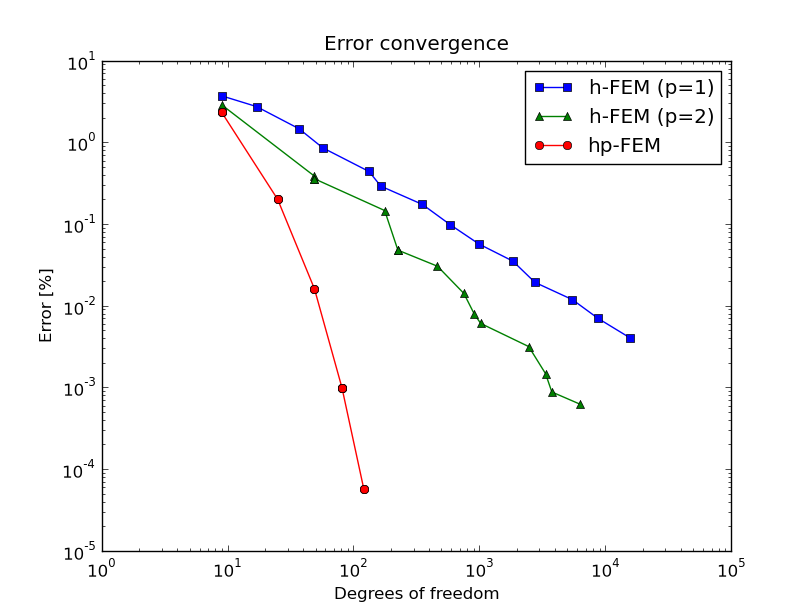 Error convergence
h-FEM (p=1)
h-FEM (p=2)
hp-FEM
Error [%]
10^1
10^0
10^-1
10^-2
10^-3
10^-4
10^-5
10^0 10^1 10^2 10^3 10^4 10^5
Degrees of freedom